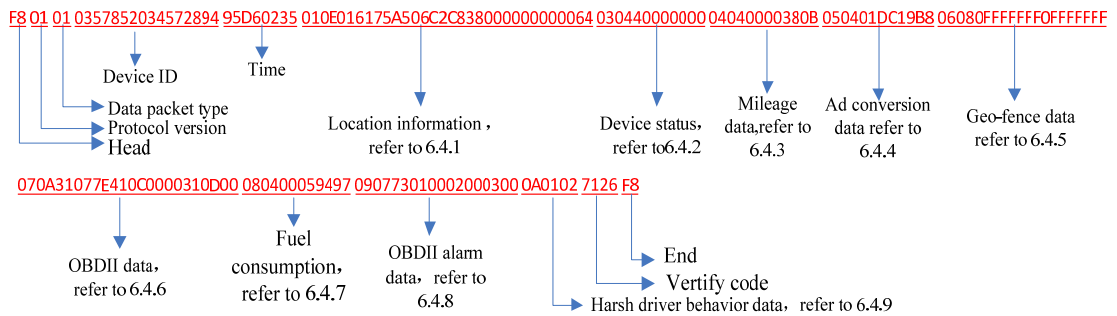 F8 01 01 0357852034572894 95D60235 010E016175A506C2C838000000000064 030440000000 04040000380B 050401DC19B8 06080FFFFFFF0FFFFFFF
Device ID
Time
Data packet type
Protocol version
Head
Location information,
refer to 6.4.1
Device status,
refer to6.4.2
Mileage
data,refer to
6.4.3
Ad conversion
data refer to
6.4.4
Geo-fence data
refer to 6.4.5
070A31077E410C0000310D00 080400059497 09077301000200030​0 0A0102 7126 F8
OBDII data,
refer to 6.4.6
Fuel
consumption,
refer to 6.4.7
OBDII alarm
data, refer to
6.4.8
End
Vertify code
Harsh driver behavior data, refer to 6.4.9